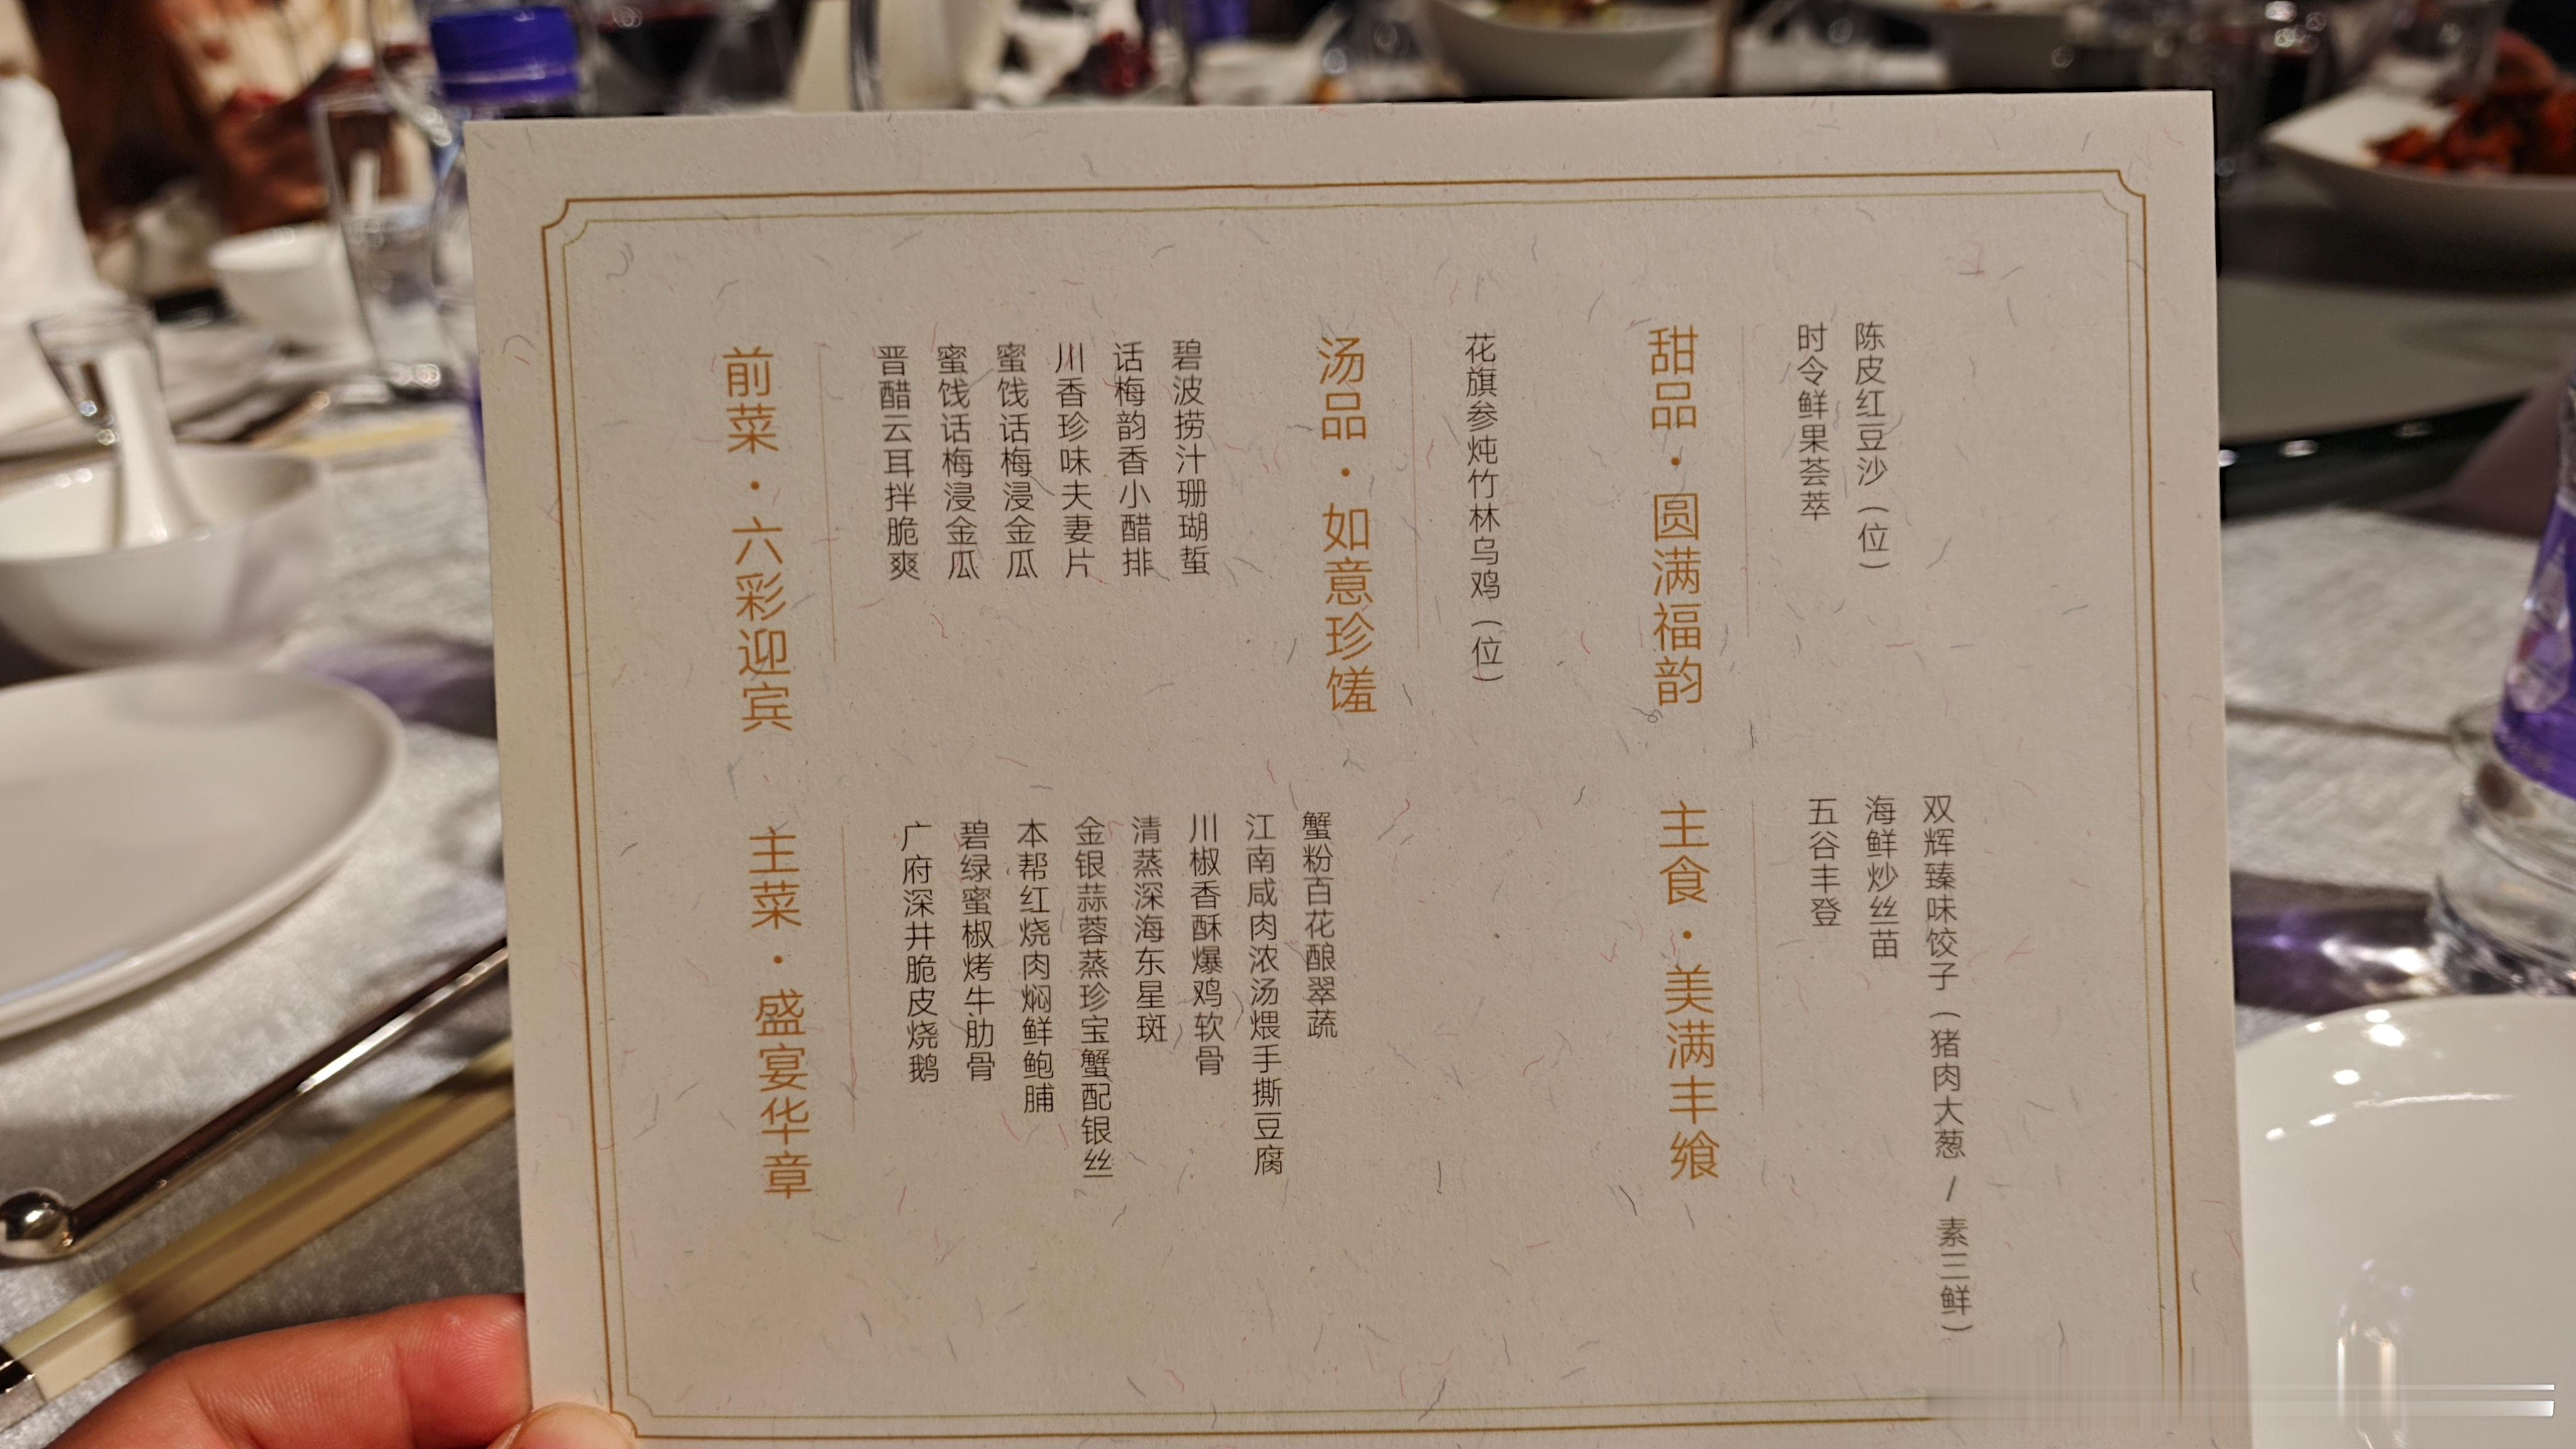 前菜·六彩迎宾
晋醋云耳拌脆爽
蜜饯话梅浸金瓜
蜜饯话梅浸金瓜
川香珍味夫妻片
话梅韵香小醋排
碧波捞汁珊瑚蜇
汤品·如意珍馐
花旗参炖竹林乌鸡（位）
甜品·圆满福韵
时令鲜果荟萃
陈皮红豆沙（位）
主菜·盛宴华章
广府深井脆皮烧鹅
碧绿蜜椒烤牛肋骨
本帮红烧肉焖鲜鲍脯
金银蒜蓉蒸珍宝蟹配银丝
清蒸深海东星斑
川椒香酥爆鸡软骨
江南咸肉浓汤煨手撕豆腐
蟹粉百花酿翠蔬
主食·美满丰飨
五谷丰登
海鲜炒丝苗
双辉臻味饺子（猪肉大葱 / 素三鲜）